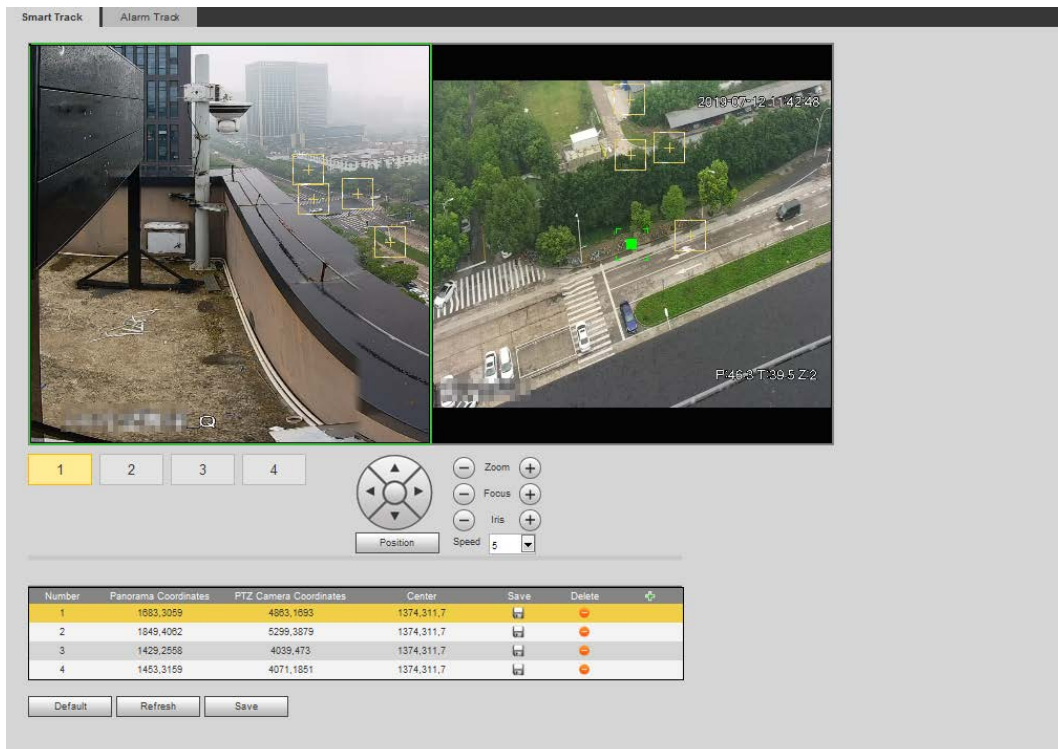 Smart Track Alarm Track
2019-07-12 11:42:48
P:46.8 T:39.5 Z:2
1 2 3 4
Zoom
Focus
Iris
Position Speed 5
Number Panorama Coordinates PTZ Camera Coordinates Center Save Delete
1 1683,3059 4863,1693 1374,311,7
2 1849,4062 5299,3879 1374,311,7
3 1429,2558 4039,473 1374,311,7
4 1453,3159 4071,1851 1374,311,7
Default Refresh Save